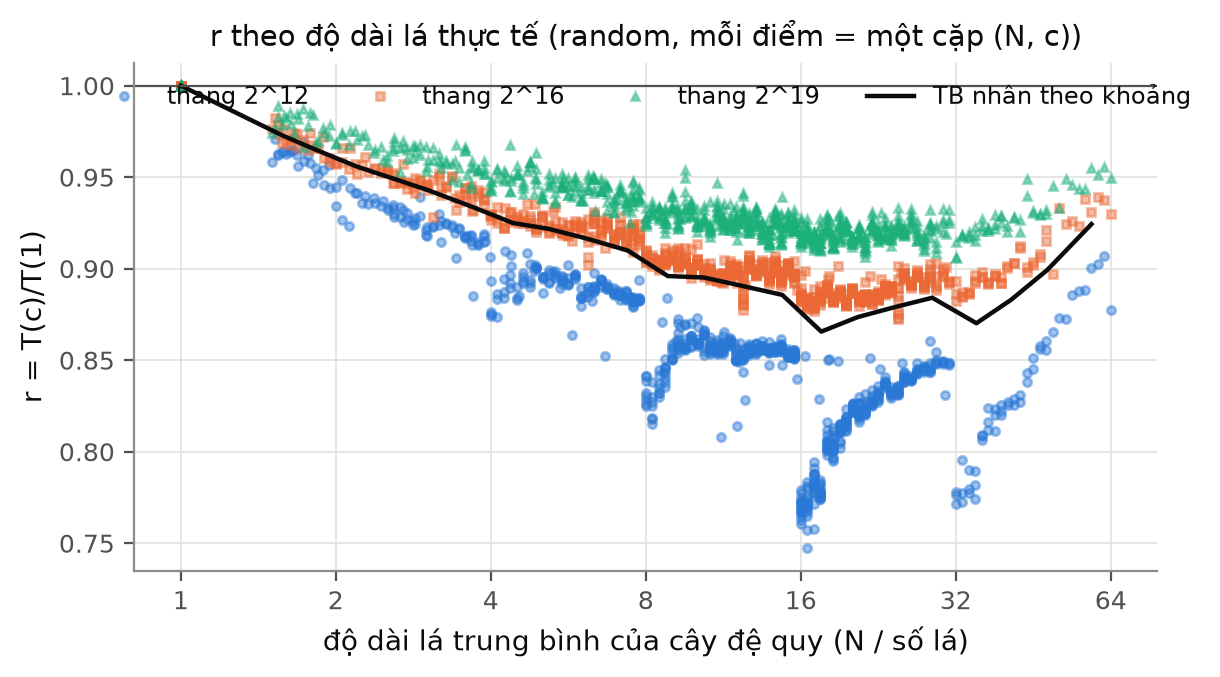 r theo độ dài lá thực tế (random, mỗi điểm = một cặp (N, c))
thang 2^12 thang 2^16 thang 2^19 TB nhân theo khoảng
1.00
0.95
0.90
0.85
0.80
0.75
r = T(c)/T(1)
1 2 4 8 16 32 64
độ dài lá trung bình của cây đệ quy (N / số lá)